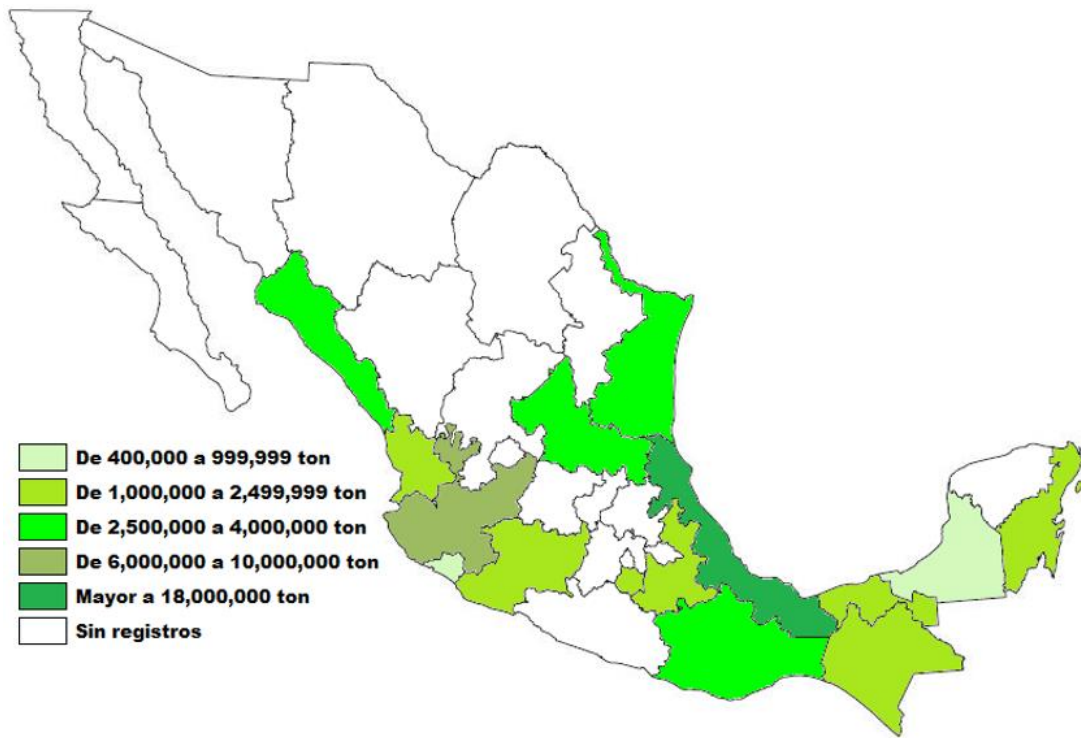 De 400,000 a 999,999 ton
De 1,000,000 a 2,499,999 ton
De 2,500,000 a 4,000,000 ton
De 6,000,000 a 10,000,000 ton
Mayor a 18,000,000 ton
Sin registros